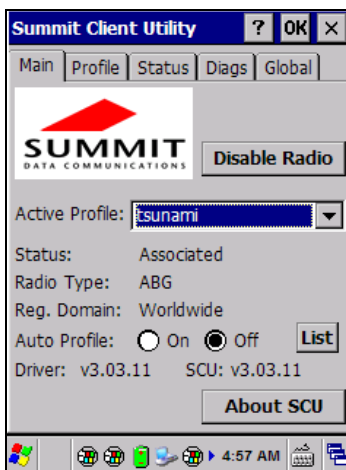 Summit Client Utility ? OK ×
Main Profile Status Diags Global
SUMMIT
DATA COMMUNICATIONS
Disable Radio
Active Profile: tsunami
Status: Associated
Radio Type: ABG
Reg. Domain: Worldwide
Auto Profile: On Off List
Driver: v3.03.11 SCU: v3.03.11
About SCU
4:57 AM